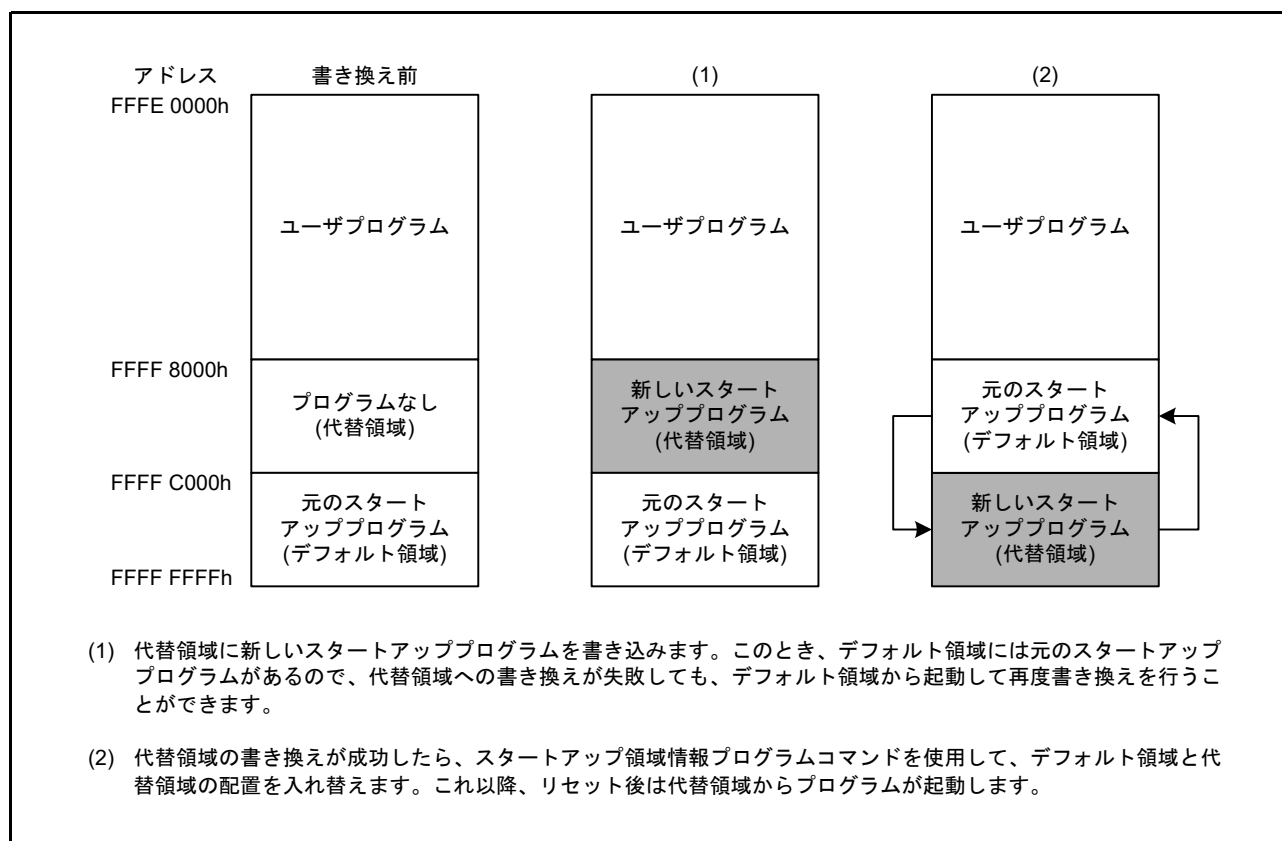 アドレス 書き換え前 (1) (2)
FFFE 0000h
ユーザプログラム ユーザプログラム ユーザプログラム
FFFF 8000h
プログラムなし
(代替領域)
新しいスタート
アッププログラム
(代替領域)
元のスタート
アッププログラム
(デフォルト領域)
FFFF C000h
元のスタート
アッププログラム
(デフォルト領域)
元のスタート
アッププログラム
(デフォルト領域)
新しいスタート
アッププログラム
(代替領域)
FFFF FFFFh
(1) 代替領域に新しいスタートアッププログラムを書き込みます。このとき、デフォルト領域には元のスタートアップ
プログラムがあるので、代替領域への書き換えが失敗しても、デフォルト領域から起動して再度書き換えを行うこ
とができます。
(2) 代替領域の書き換えが成功したら、スタートアップ領域情報プログラムコマンドを使用して、デフォルト領域と代
替領域の配置を入れ替えます。これ以降、リセット後は代替領域からプログラムが起動します。